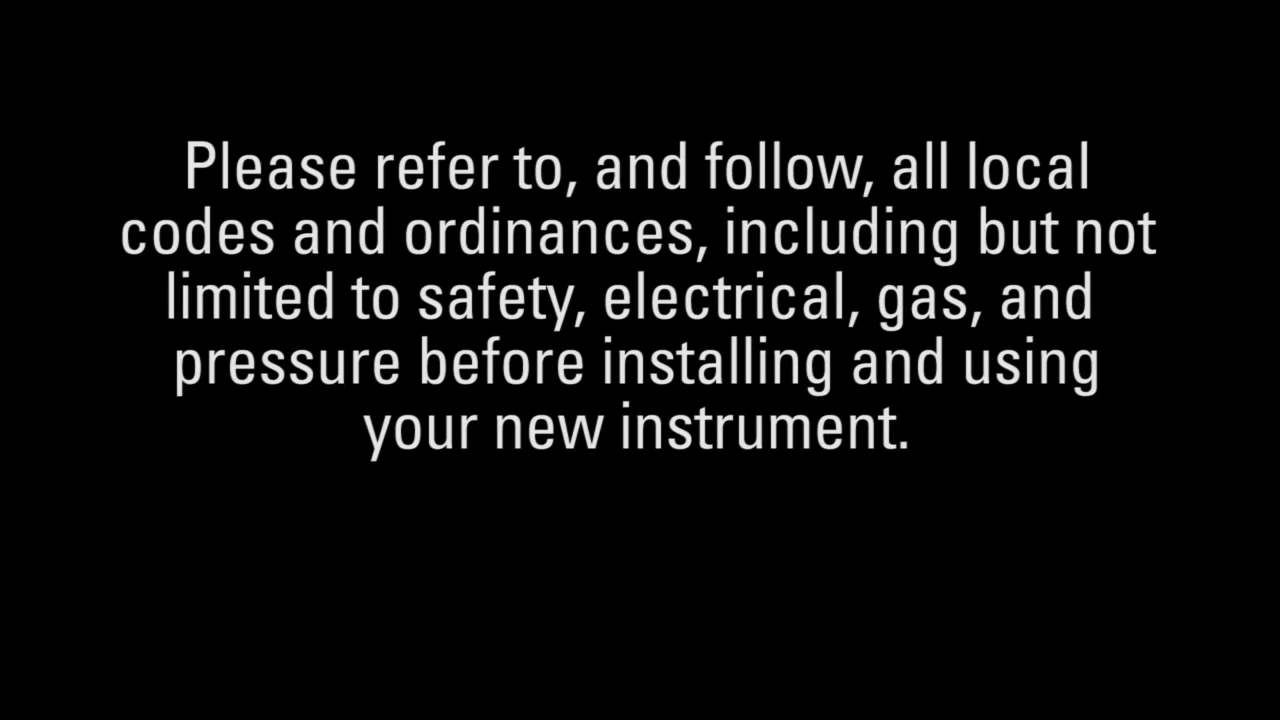 Please refer to, and follow, all local
codes and ordinances, including but not
limited to safety, electrical, gas, and
pressure before installing and using
your new instrument.